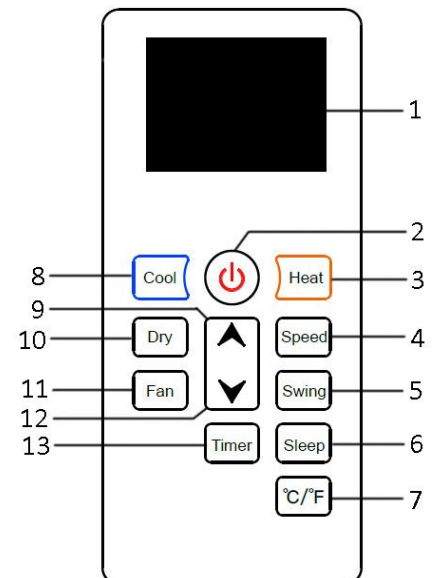 1
2
8 Cool Heat 3
9
10 Dry Speed 4
11 Fan Swing 5
12
13 Timer Sleep 6
°C/°F 7